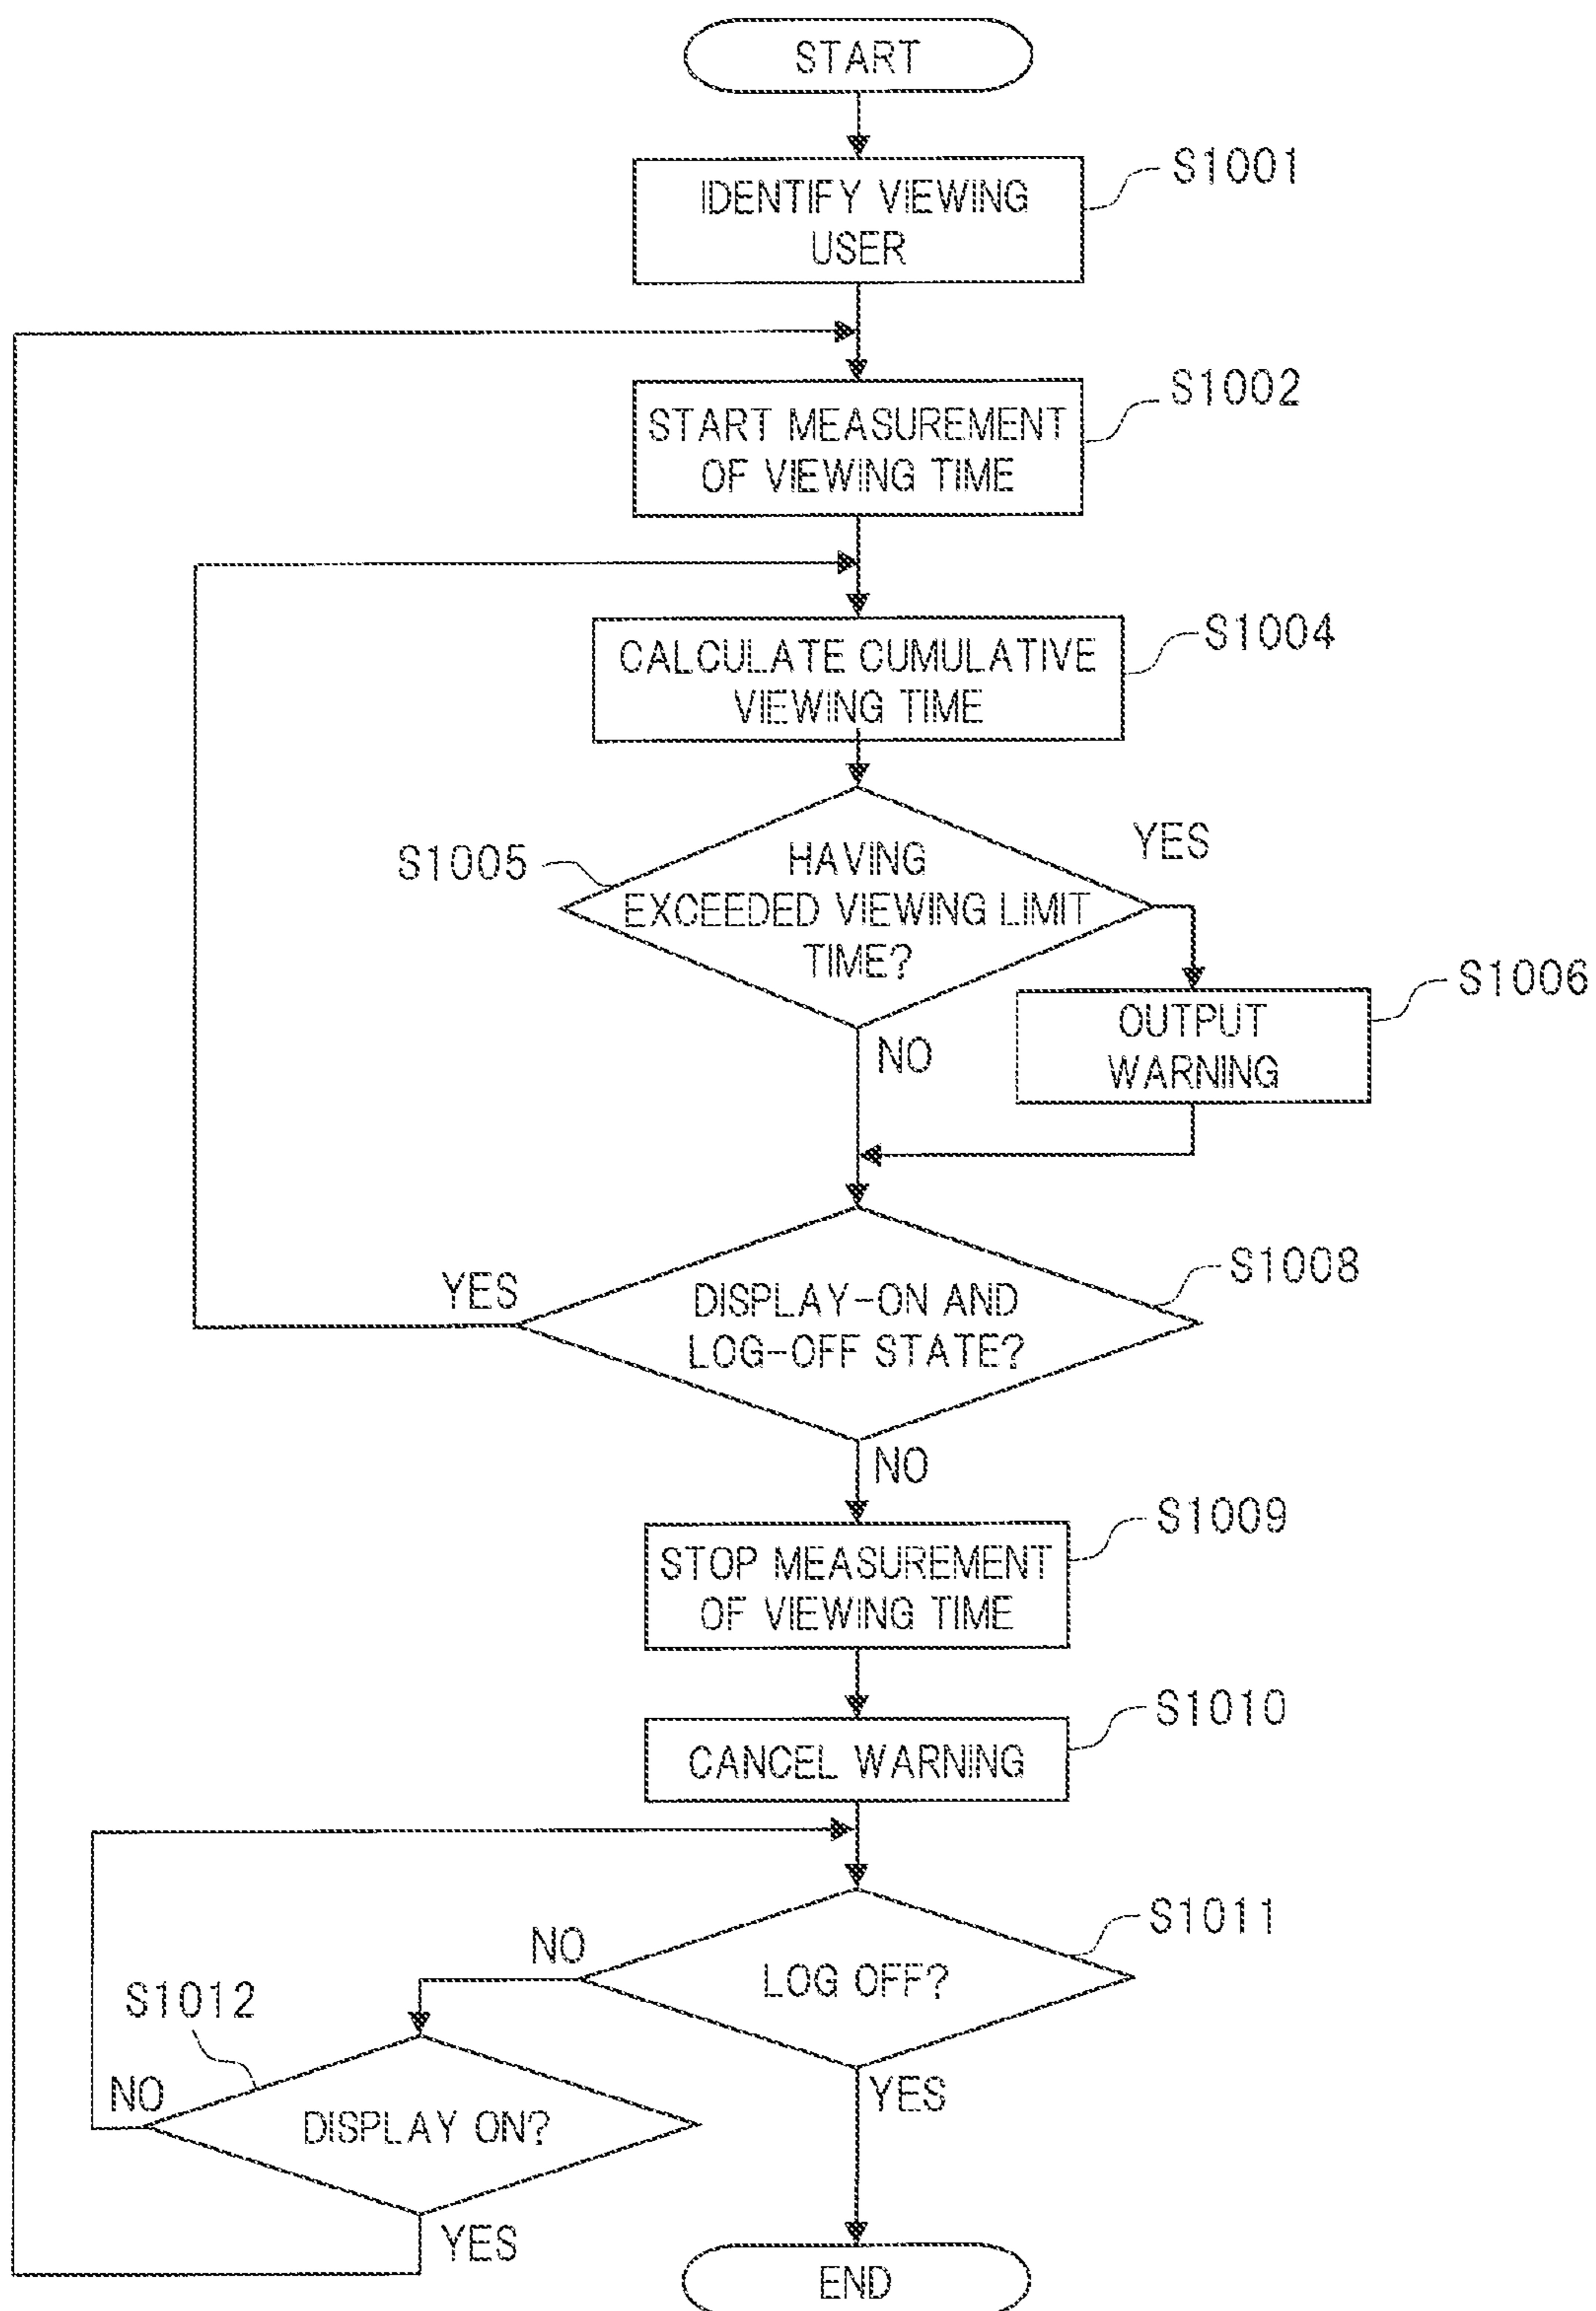 START
S1001
IDENTIFY VIEWING
USER
S1002
START MEASUREMENT
OF VIEWING TIME
S1004
CALCULATE CUMULATIVE
VIEWING TIME
S1005
YES
HAVING
EXCEEDED VIEWING LIMIT
TIME?
S1006
OUTPUT
WARNING
NO
S1008
YES
DISPLAY-ON AND
LOG-OFF STATE?
NO
S1009
STOP MEASUREMENT
OF VIEWING TIME
S1010
CANCEL WARNING
S1011
NO
LOG OFF?
S1012
NO
YES
DISPLAY ON?
YES
END